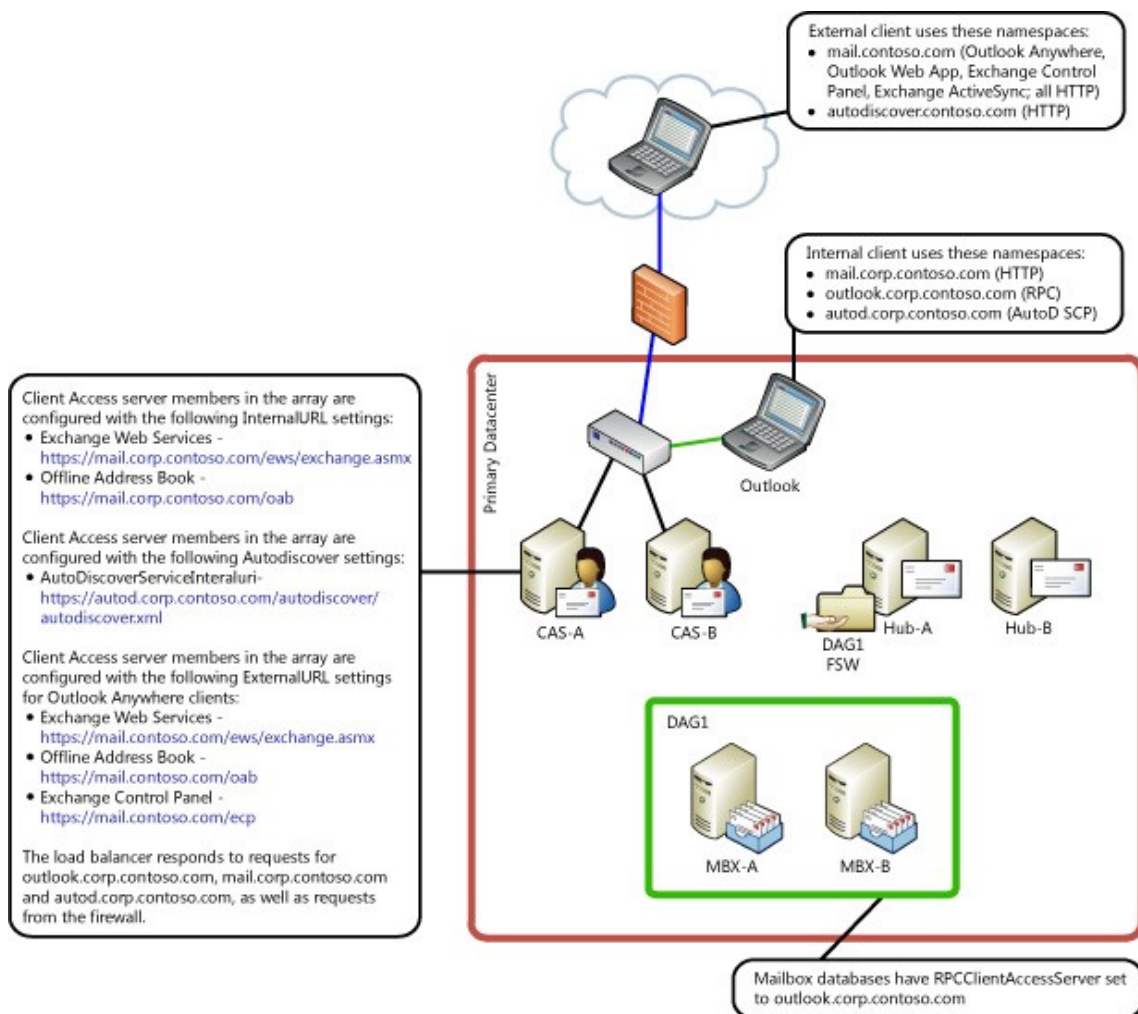 External client uses these namespaces:
• mail.contoso.com (Outlook Anywhere,
Outlook Web App, Exchange Control
Panel, Exchange ActiveSync; all HTTP)
• autodiscover.contoso.com (HTTP)
Internal client uses these namespaces:
• mail.corp.contoso.com (HTTP)
• outlook.corp.contoso.com (RPC)
• autod.corp.contoso.com (AutoD SCP)
Client Access server members in the array are
configured with the following InternalURL settings:
• Exchange Web Services -
https://mail.corp.contoso.com/ews/exchange.asmx
• Offline Address Book -
https://mail.corp.contoso.com/oab
Client Access server members in the array are
configured with the following Autodiscover settings:
• AutoDiscoverServiceInteraluri-
https://autod.corp.contoso.com/autodiscover/
autodiscover.xml
Client Access server members in the array are
configured with the following ExternalURL settings
for Outlook Anywhere clients:
• Exchange Web Services -
https://mail.contoso.com/ews/exchange.asmx
• Offline Address Book -
https://mail.contoso.com/oab
• Exchange Control Panel -
https://mail.contoso.com/ecp
The load balancer responds to requests for
outlook.corp.contoso.com, mail.corp.contoso.com
and autod.corp.contoso.com, as well as requests
from the firewall.
Primary Datacenter
Outlook
CAS-A
CAS-B
DAG1
FSW
Hub-A
Hub-B
DAG1
MBX-A
MBX-B
Mailbox databases have RPCClientAccessServer set
to outlook.corp.contoso.com